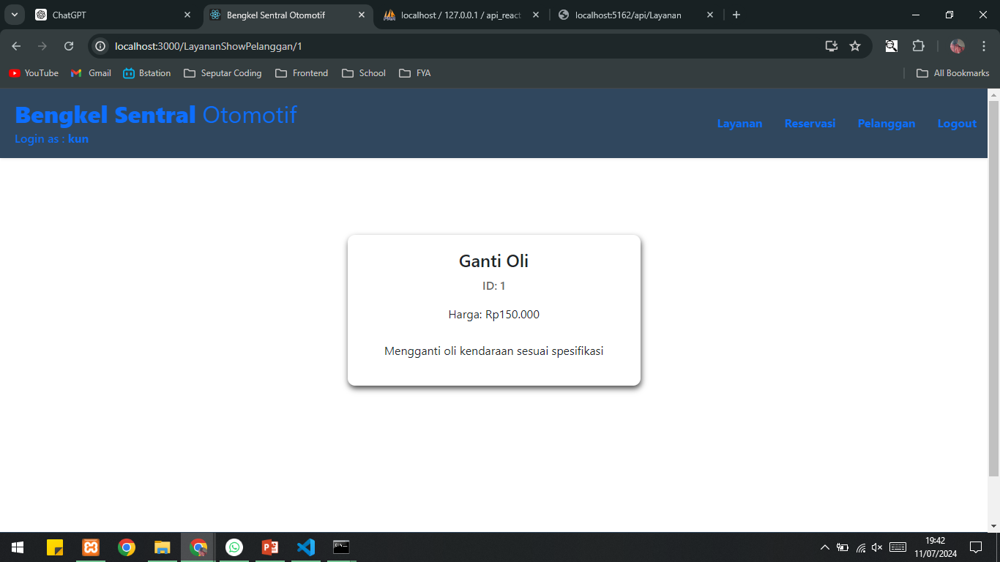 ChatGPT
Bengkel Sentral Otomotif
localhost / 127.0.0.1 / api_react
localhost:5162/api/Layanan
localhost:3000/LayananShowPelanggan/1
YouTube
Gmail
Bstation
Seputar Coding
Frontend
School
FYA
All Bookmarks
Bengkel Sentral Otomotif
Login as : kun
Layanan
Reservasi
Pelanggan
Logout
Ganti Oli
ID: 1
Harga: Rp150.000
Mengganti oli kendaraan sesuai spesifikasi
19:42
11/07/2024